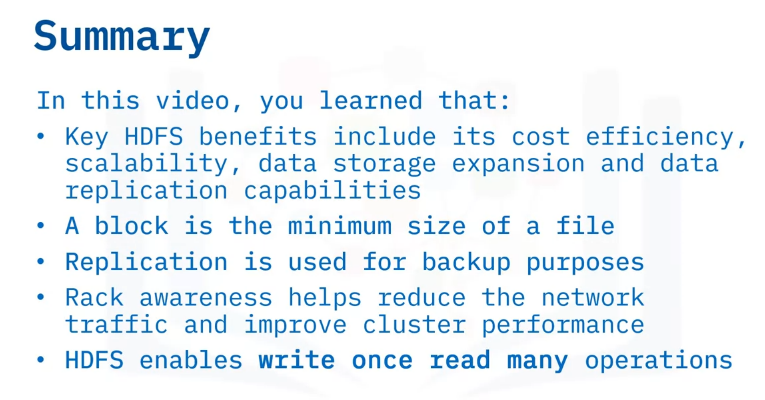 Summary
In this video, you learned that:
• Key HDFS benefits include its cost efficiency,
scalability, data storage expansion and data
replication capabilities
• A block is the minimum size of a file
• Replication is used for backup purposes
• Rack awareness helps reduce the network
traffic and improve cluster performance
• HDFS enables write once read many operations